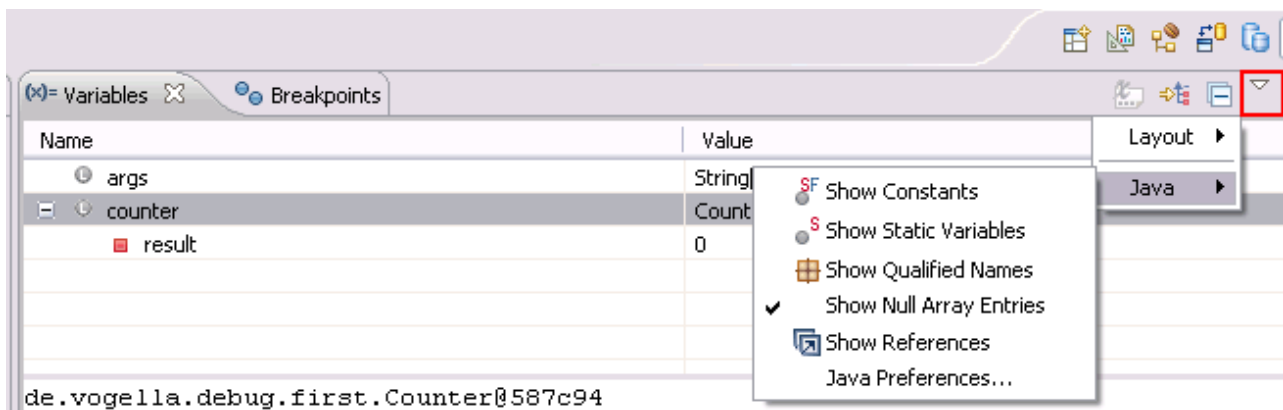 (x)= Variables Breakpoints
Name Value
Layout
args String[
Java
counter Count
result 0
SF Show Constants
S Show Static Variables
Show Qualified Names
Show Null Array Entries
Show References
Java Preferences...
de.vogella.debug.first.Counter@587c94